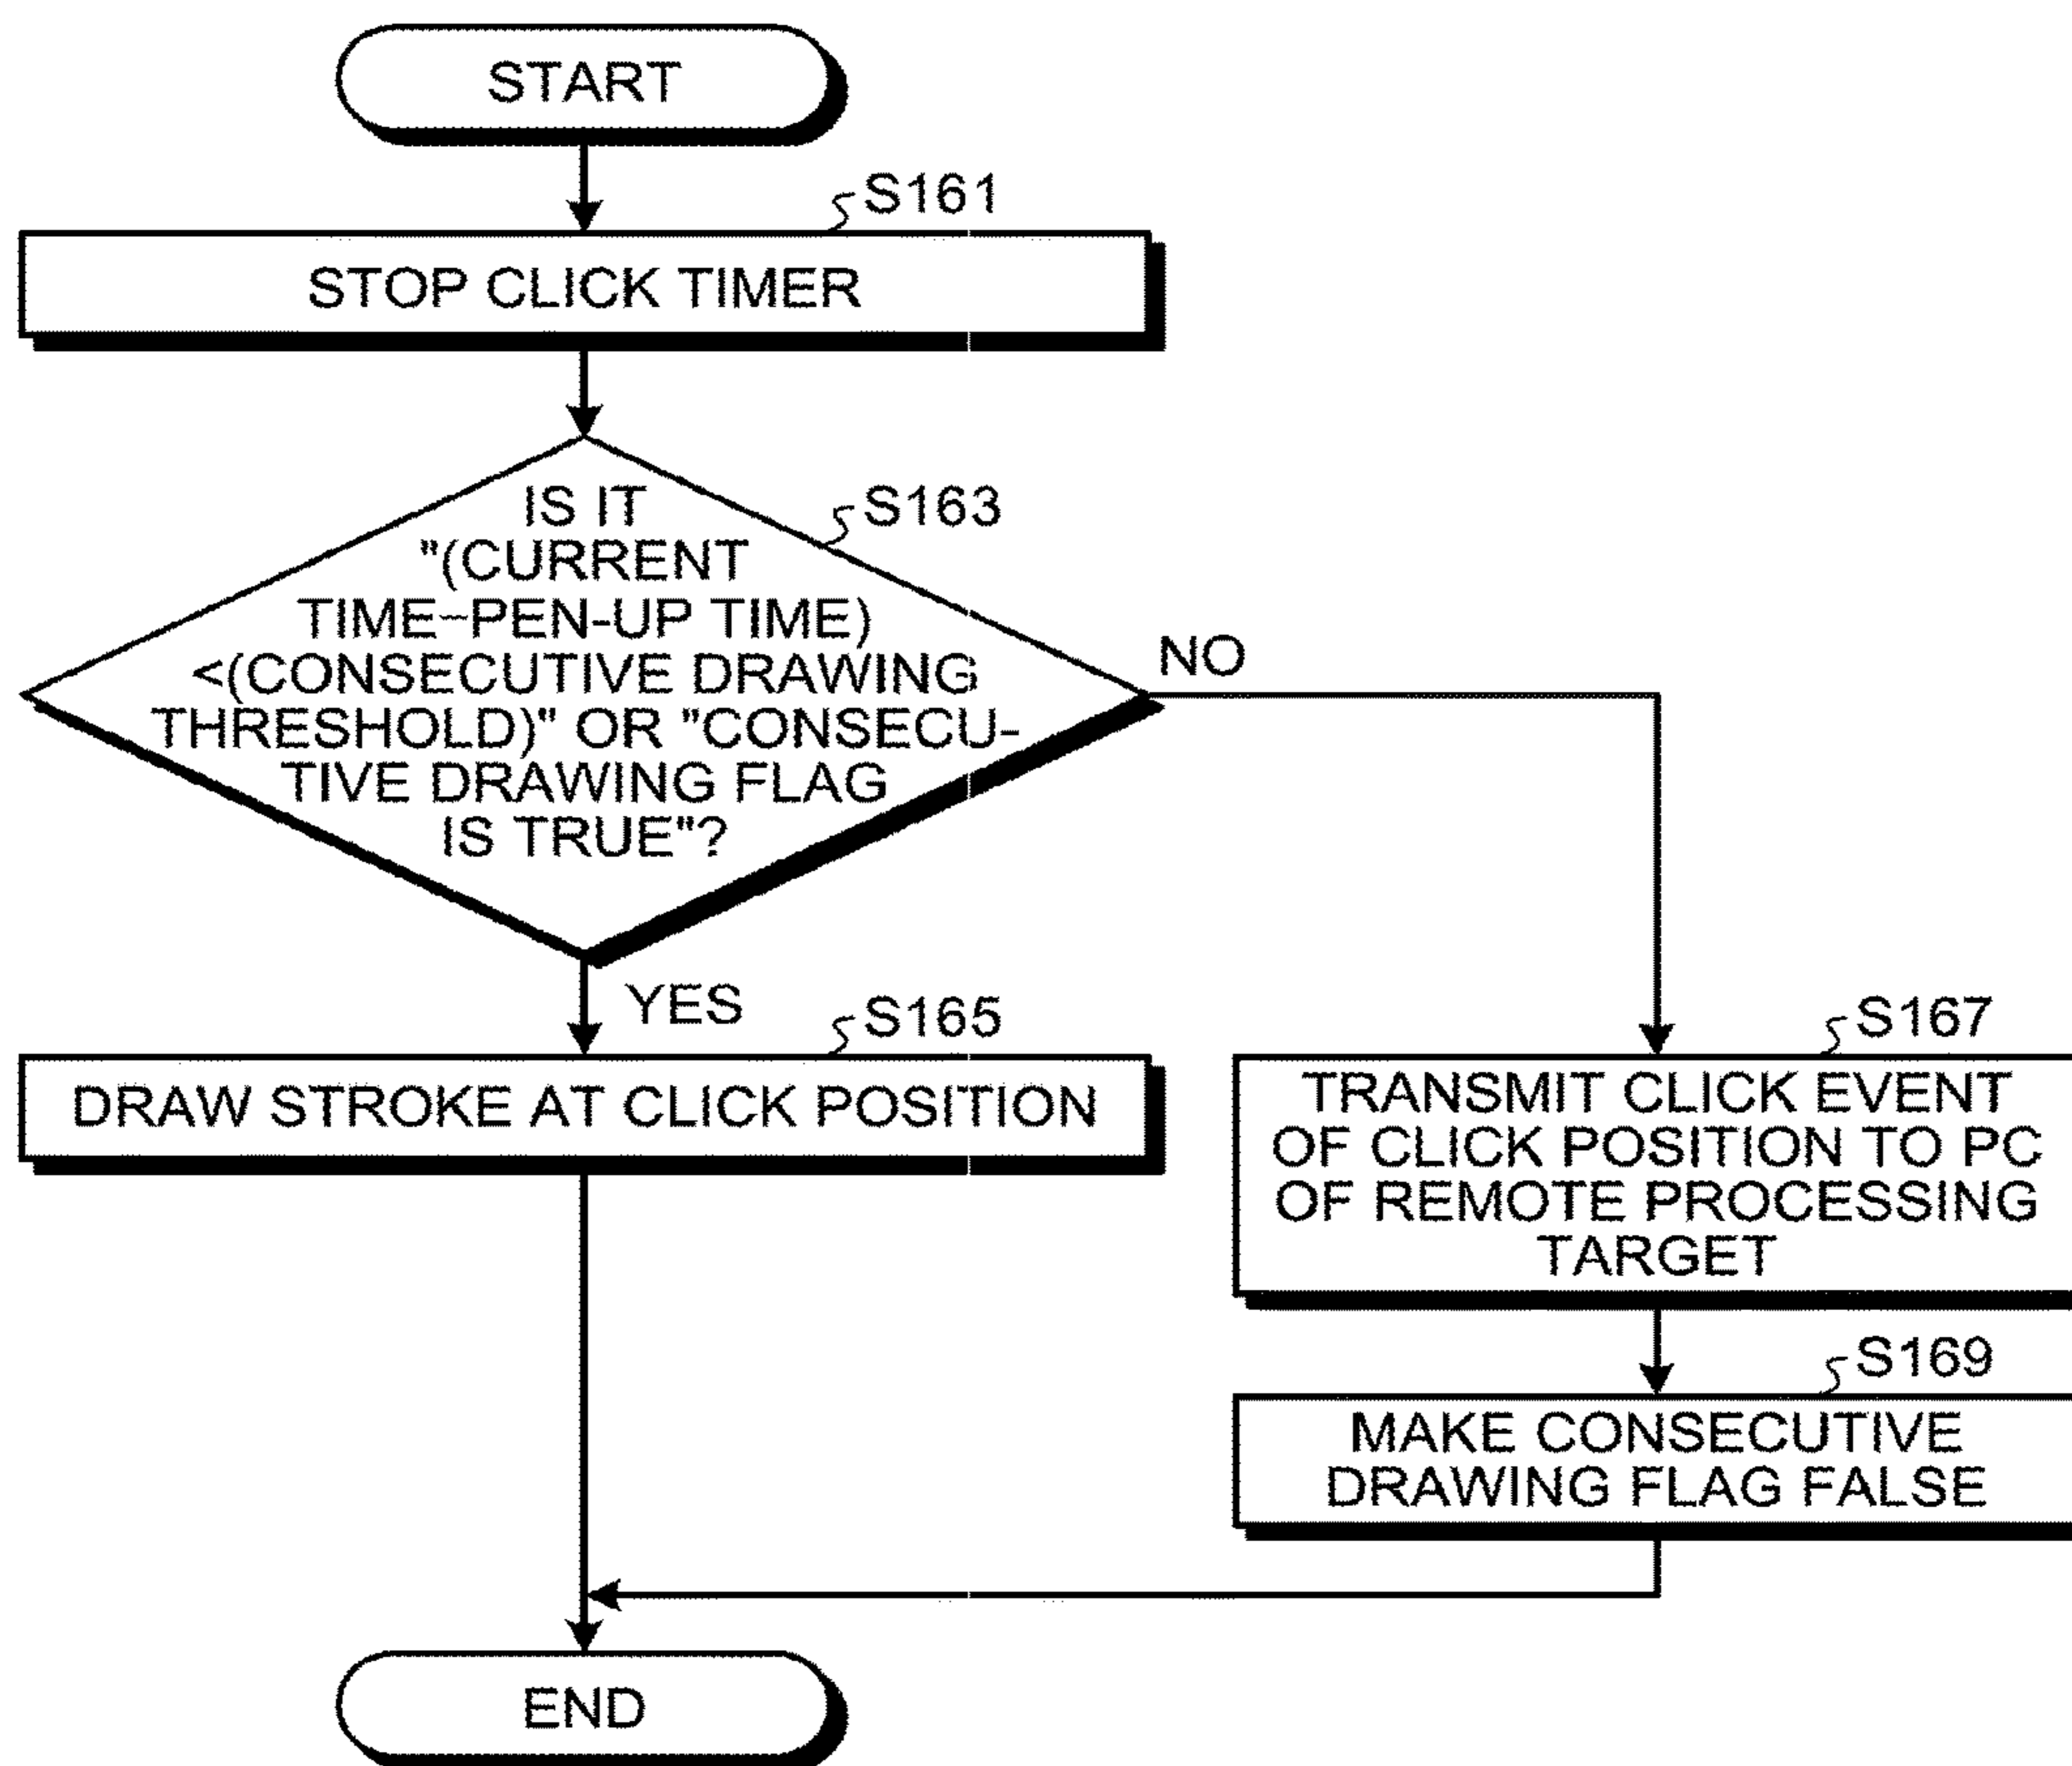 START
S161
STOP CLICK TIMER
S163
IS IT
"(CURRENT
TIME–PEN-UP TIME)
<(CONSECUTIVE DRAWING
THRESHOLD)" OR "CONSECU-
TIVE DRAWING FLAG
IS TRUE"?
NO
YES
S165
DRAW STROKE AT CLICK POSITION
S167
TRANSMIT CLICK EVENT
OF CLICK POSITION TO PC
OF REMOTE PROCESSING
TARGET
S169
MAKE CONSECUTIVE
DRAWING FLAG FALSE
END